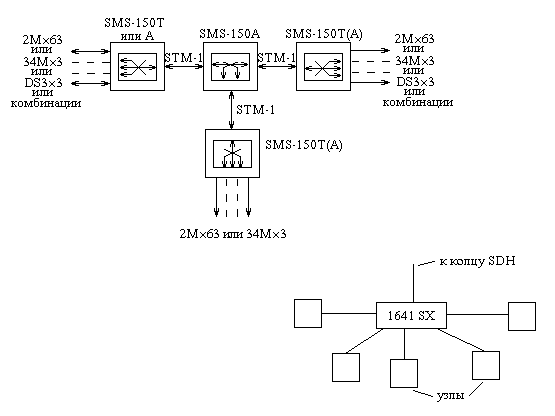 SMS-150T
или А
SMS-150A
SMS-150T(A)
2M×63
или
34M×3
или
DS3×3
или
комбинации
STM-1
STM-1
2M×63
или
34M×3
или
DS3×3
или
комбинации
STM-1
SMS-150T(A)
2M×63 или 34M×3
к колцу SDH
1641 SX
узлы